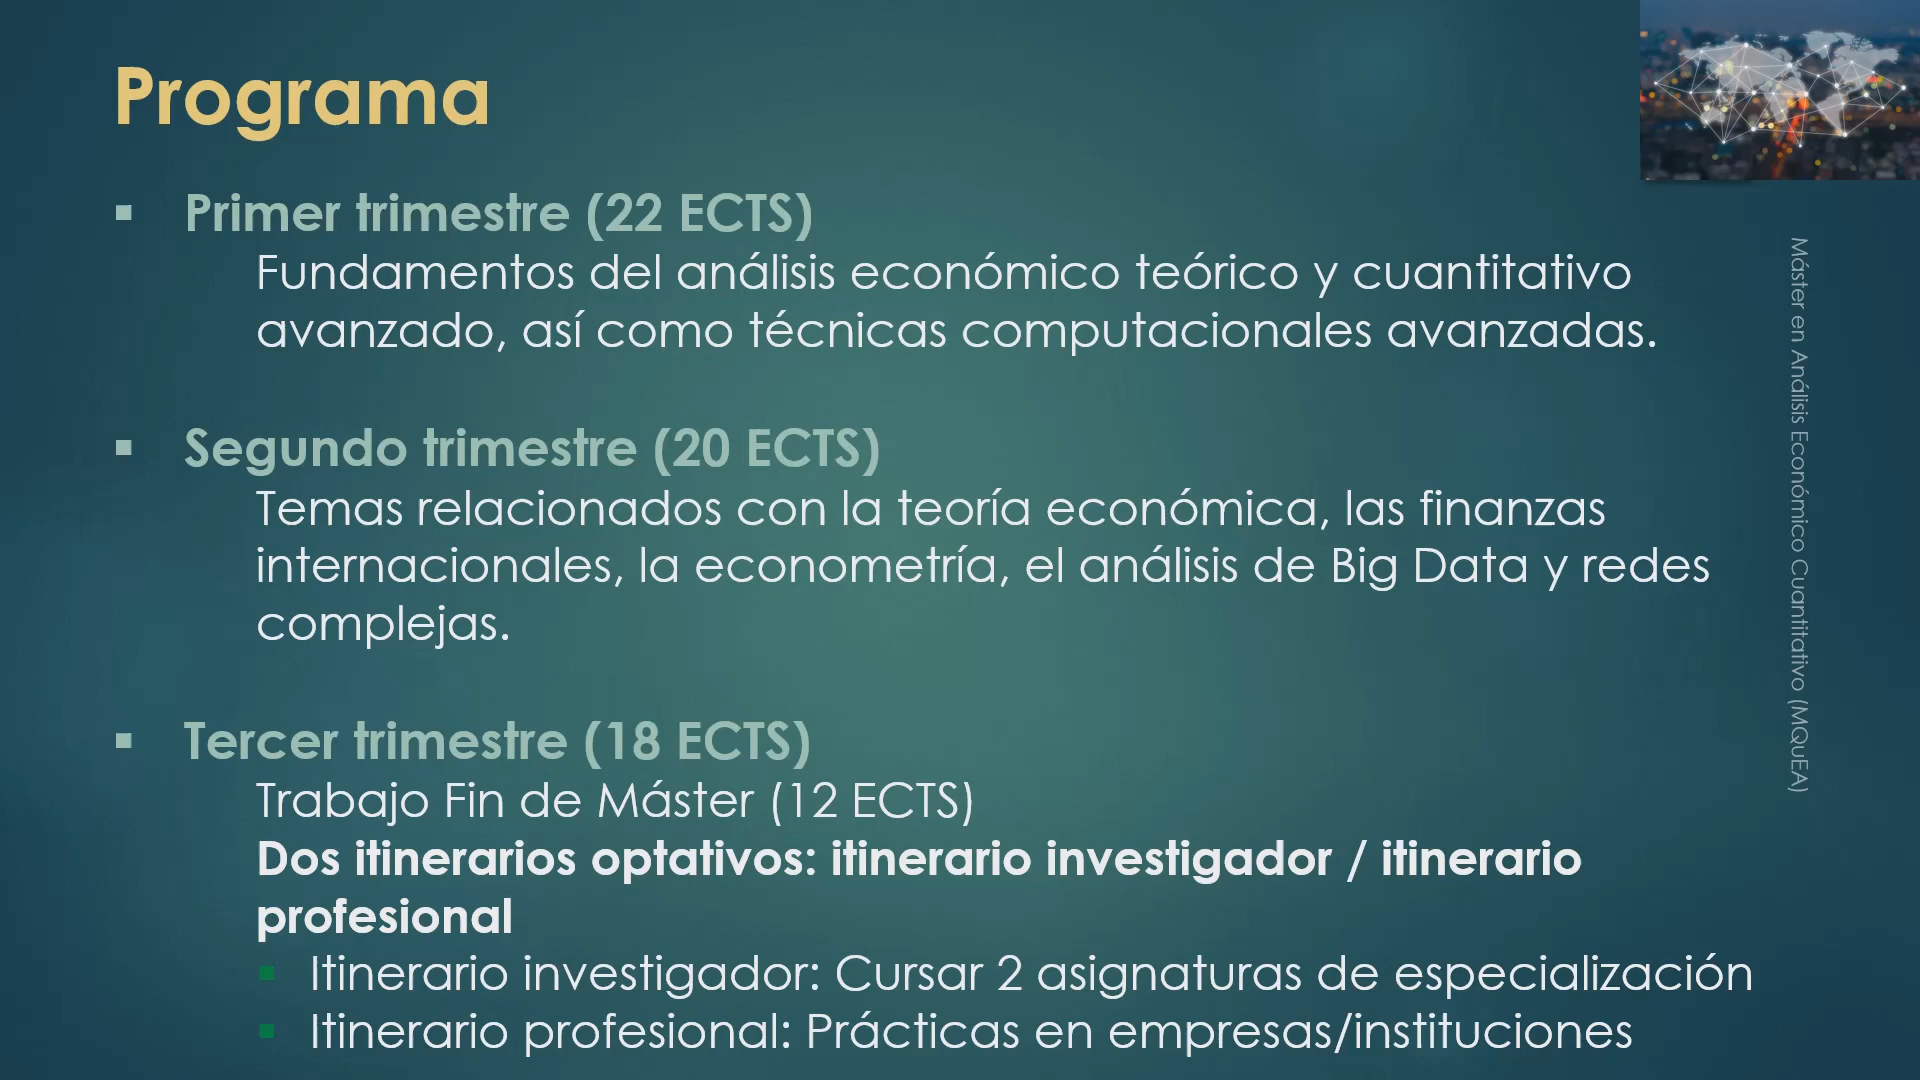 Programa
Primer trimestre (22 ECTS)
Fundamentos del análisis económico teórico y cuantitativo
avanzado, así como técnicas computacionales avanzadas.
Segundo trimestre (20 ECTS)
Temas relacionados con la teoría económica, las finanzas
internacionales, la econometría, el análisis de Big Data y redes
complejas.
Tercer trimestre (18 ECTS)
Trabajo Fin de Máster (12 ECTS)
Dos itinerarios optativos: itinerario investigador / itinerario
profesional
Itinerario investigador: Cursar 2 asignaturas de especialización
Itinerario profesional: Prácticas en empresas/instituciones
Máster en Análisis Económico Cuantitativo (MQuEA)